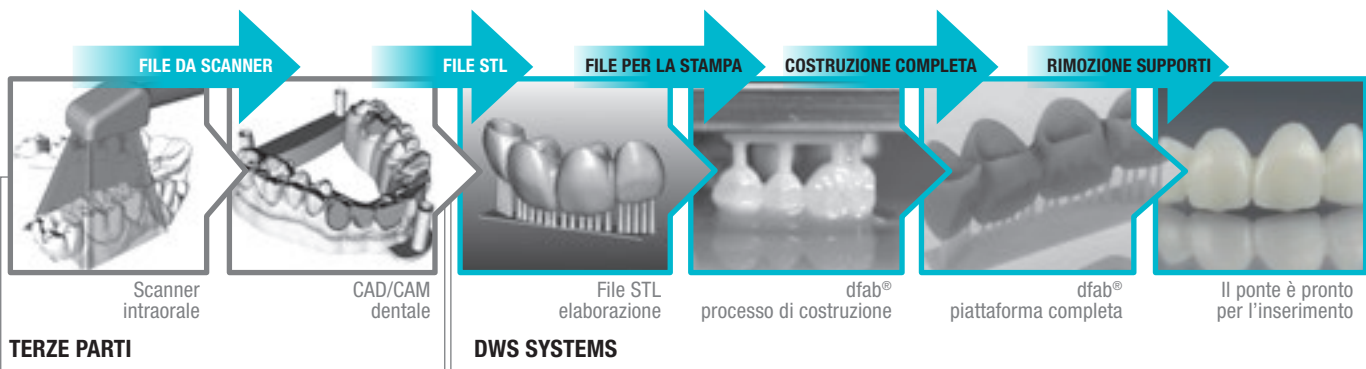 FILE DA SCANNER
FILE STL
FILE PER LA STAMPA
COSTRUZIONE COMPLETA
RIMOZIONE SUPPORTI
Scanner
intraorale
CAD/CAM
dentale
File STL
elaborazione
dfab®
processo di costruzione
dfab®
piattaforma completa
Il ponte è pronto
per l'inserimento
TERZE PARTI
DWS SYSTEMS